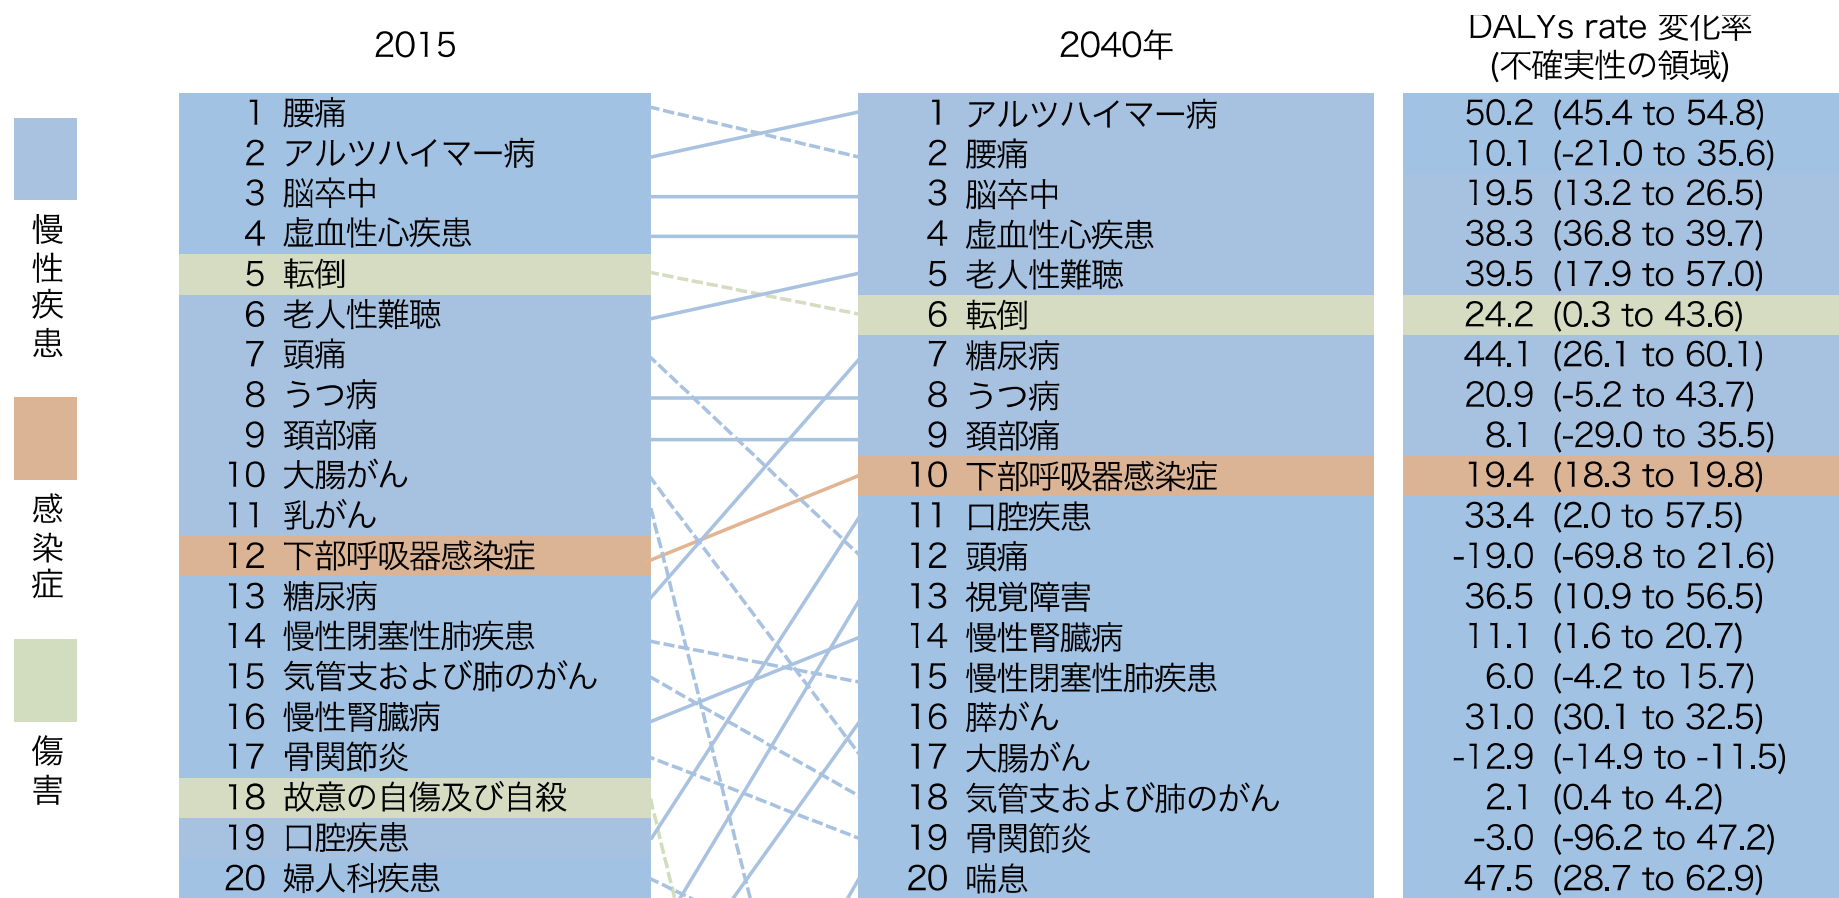 2015
2040年
DALYs rate 変化率
(不確実性の領域)
慢性疾患
感染症
傷害
1 腰痛
2 アルツハイマー病
3 脳卒中
4 虚血性心疾患
5 転倒
6 老人性難聴
7 頭痛
8 うつ病
9 頚部痛
10 大腸がん
11 乳がん
12 下部呼吸器感染症
13 糖尿病
14 慢性閉塞性肺疾患
15 気管支および肺のがん
16 慢性腎臓病
17 骨関節炎
18 故意の自傷及び自殺
19 口腔疾患
20 婦人科疾患
1 アルツハイマー病
2 腰痛
3 脳卒中
4 虚血性心疾患
5 老人性難聴
6 転倒
7 糖尿病
8 うつ病
9 頚部痛
10 下部呼吸器感染症
11 口腔疾患
12 頭痛
13 視覚障害
14 慢性腎臓病
15 慢性閉塞性肺疾患
16 膵がん
17 大腸がん
18 気管支および肺のがん
19 骨関節炎
20 喘息
50.2 (45.4 to 54.8)
10.1 (-21.0 to 35.6)
19.5 (13.2 to 26.5)
38.3 (36.8 to 39.7)
39.5 (17.9 to 57.0)
24.2 (0.3 to 43.6)
44.1 (26.1 to 60.1)
20.9 (-5.2 to 43.7)
8.1 (-29.0 to 35.5)
19.4 (18.3 to 19.8)
33.4 (2.0 to 57.5)
-19.0 (-69.8 to 21.6)
36.5 (10.9 to 56.5)
11.1 (1.6 to 20.7)
6.0 (-4.2 to 15.7)
31.0 (30.1 to 32.5)
-12.9 (-14.9 to -11.5)
2.1 (0.4 to 4.2)
-3.0 (-96.2 to 47.2)
47.5 (28.7 to 62.9)